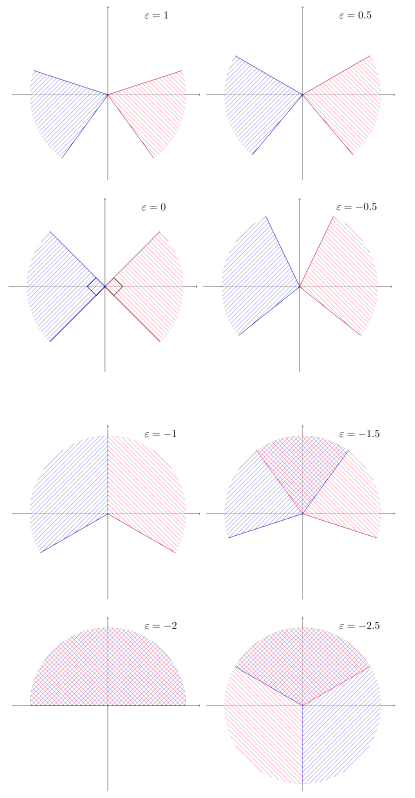 ε = 1
ε = 0.5
ε = 0
ε = −0.5
ε = −1
ε = −1.5
ε = −2
ε = −2.5